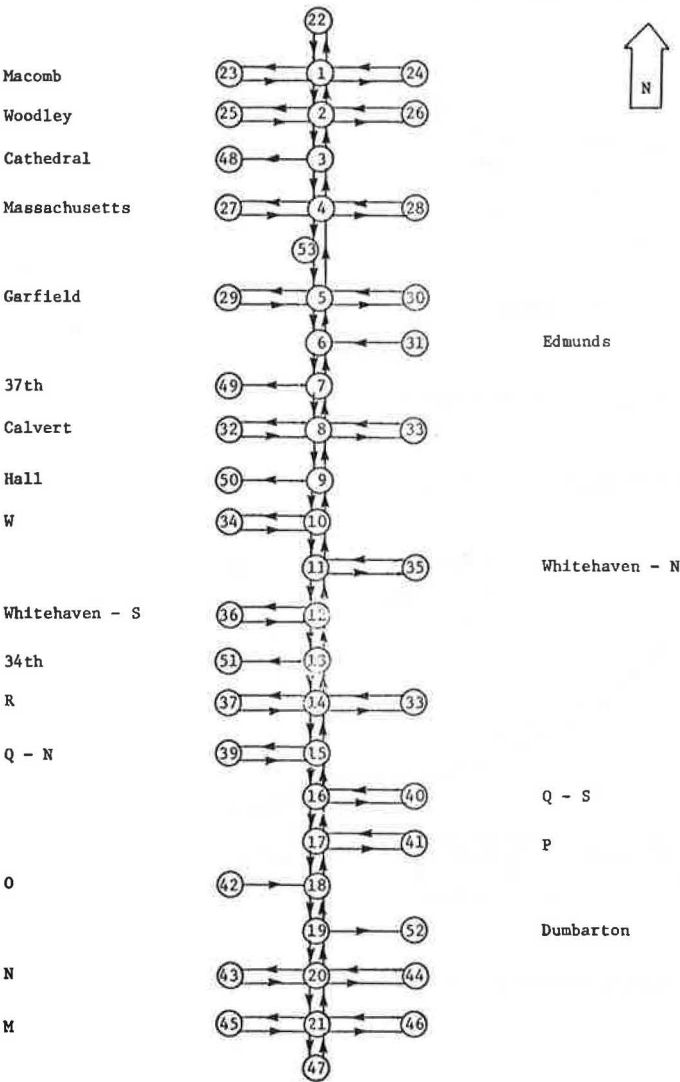 22
Macomb 23 1 24 N
Woodley 25 2 26
Cathedral 48 3
Massachusetts 27 4 28
53
Garfield 29 5 30
6 31 Edmunds
37th 49 7
Calvert 32 8 33
Hall 50 9
W 34 10
11 35 Whitehaven - N
Whitehaven - S 36 12
34th 51 13
R 37 14 33
Q - N 39 15
16 40 Q - S
17 41 P
O 42 18
19 52 Dumbarton
N 43 20 44
M 45 21 46
47